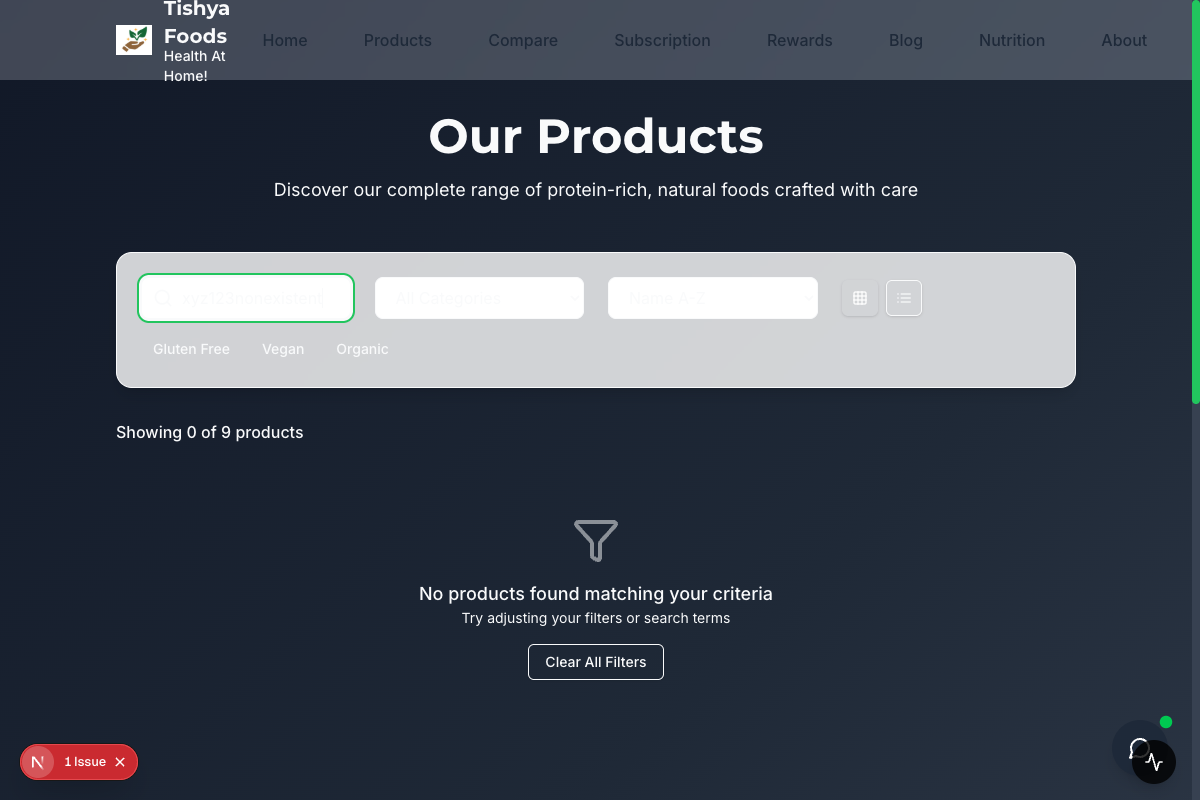 Tishya
Foods
Health At
Home!
Home Products Compare Subscription Rewards Blog Nutrition About
Our Products
Discover our complete range of protein-rich, natural foods crafted with care
All Categories Name A-Z
Gluten Free Vegan Organic
Showing 0 of 9 products
No products found matching your criteria
Try adjusting your filters or search terms
Clear All Filters
1 Issue